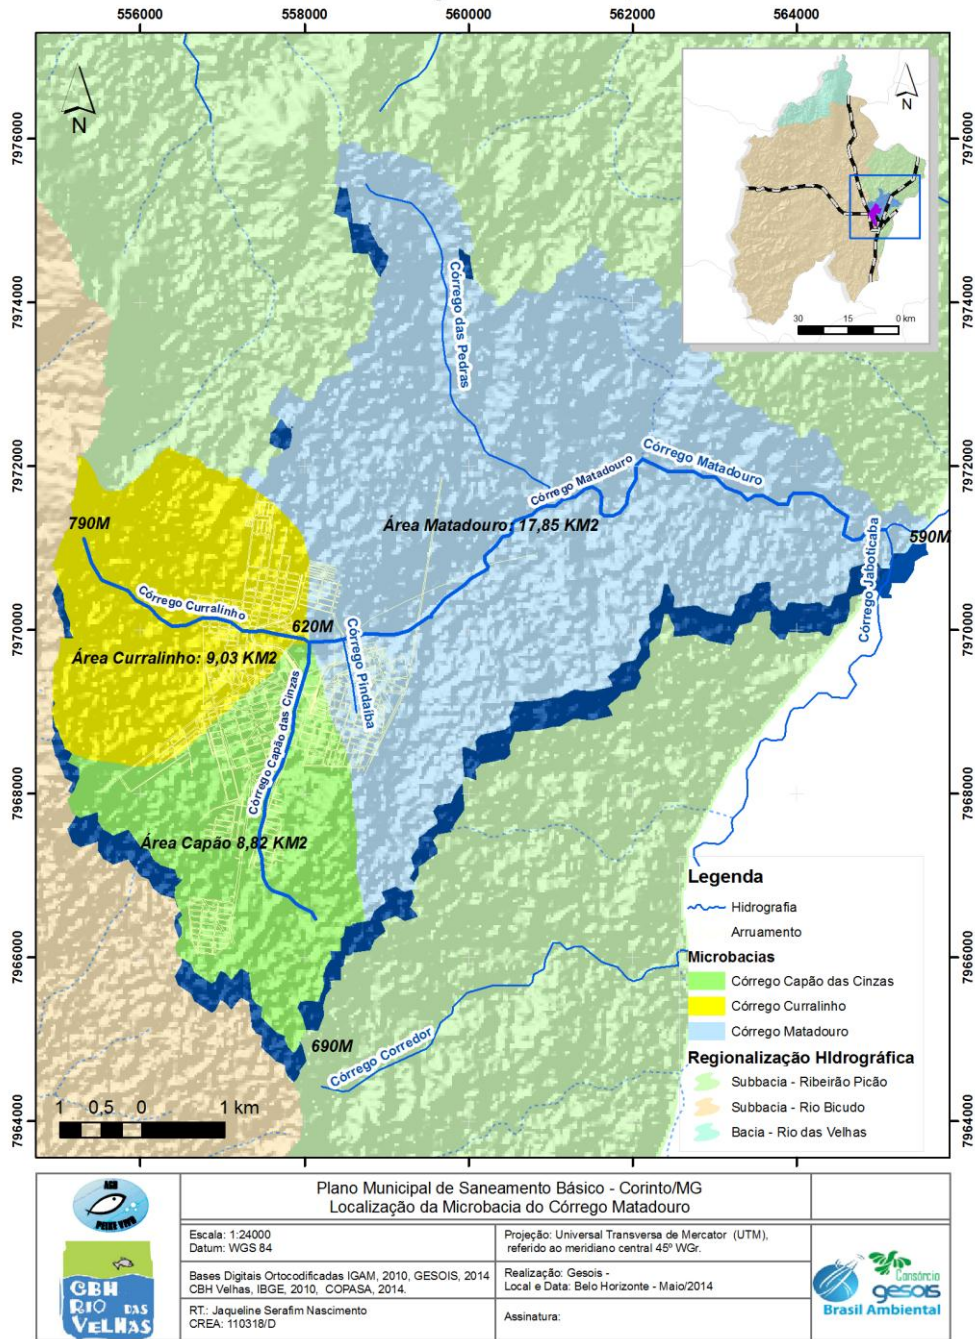 556000
558000
560000
562000
564000
N
N
30
15
0 km
7976000
7976000
7974000
7974000
7972000
7972000
7970000
7970000
7968000
7968000
7966000
7966000
7964000
7964000
Córrego das Pedras
Córrego Matadouro
Córrego Matadouro
Área Matadouro: 17,85 KM2
790M
590M
Córrego Jaboticaba
Córrego Curralinho
620M
Córrego Pindaíba
Área Curralinho: 9,03 KM2
Córrego Capão das Cinzas
Área Capão 8,82 KM2
690M
Córrego Corredor
1 0,5 0 1 km
Legenda
Hidrografia
Arruamento
Microbacias
Córrego Capão das Cinzas
Córrego Curralinho
Córrego Matadouro
Regionalização HIdrográfica
Subbacia - Ribeirão Picão
Subbacia - Rio Bicudo
Bacia - Rio das Velhas
AGB
PEIXE VIVO
CBH
RIO DAS
VELHAS
Plano Municipal de Saneamento Básico - Corinto/MG
Localização da Microbacia do Córrego Matadouro
Escala: 1:24000
Datum: WGS 84
Projeção: Universal Transversa de Mercator (UTM),
referido ao meridiano central 45º WGr.
Bases Digitais Ortocodificadas IGAM, 2010, GESOIS, 2014
CBH Velhas, IBGE, 2010, COPASA, 2014.
Realização: Gesois -
Local e Data: Belo Horizonte - Maio/2014
RT.: Jaqueline Serafim Nascimento
CREA: 110318/D
Assinatura:
Consórcio
gesois
Brasil Ambiental